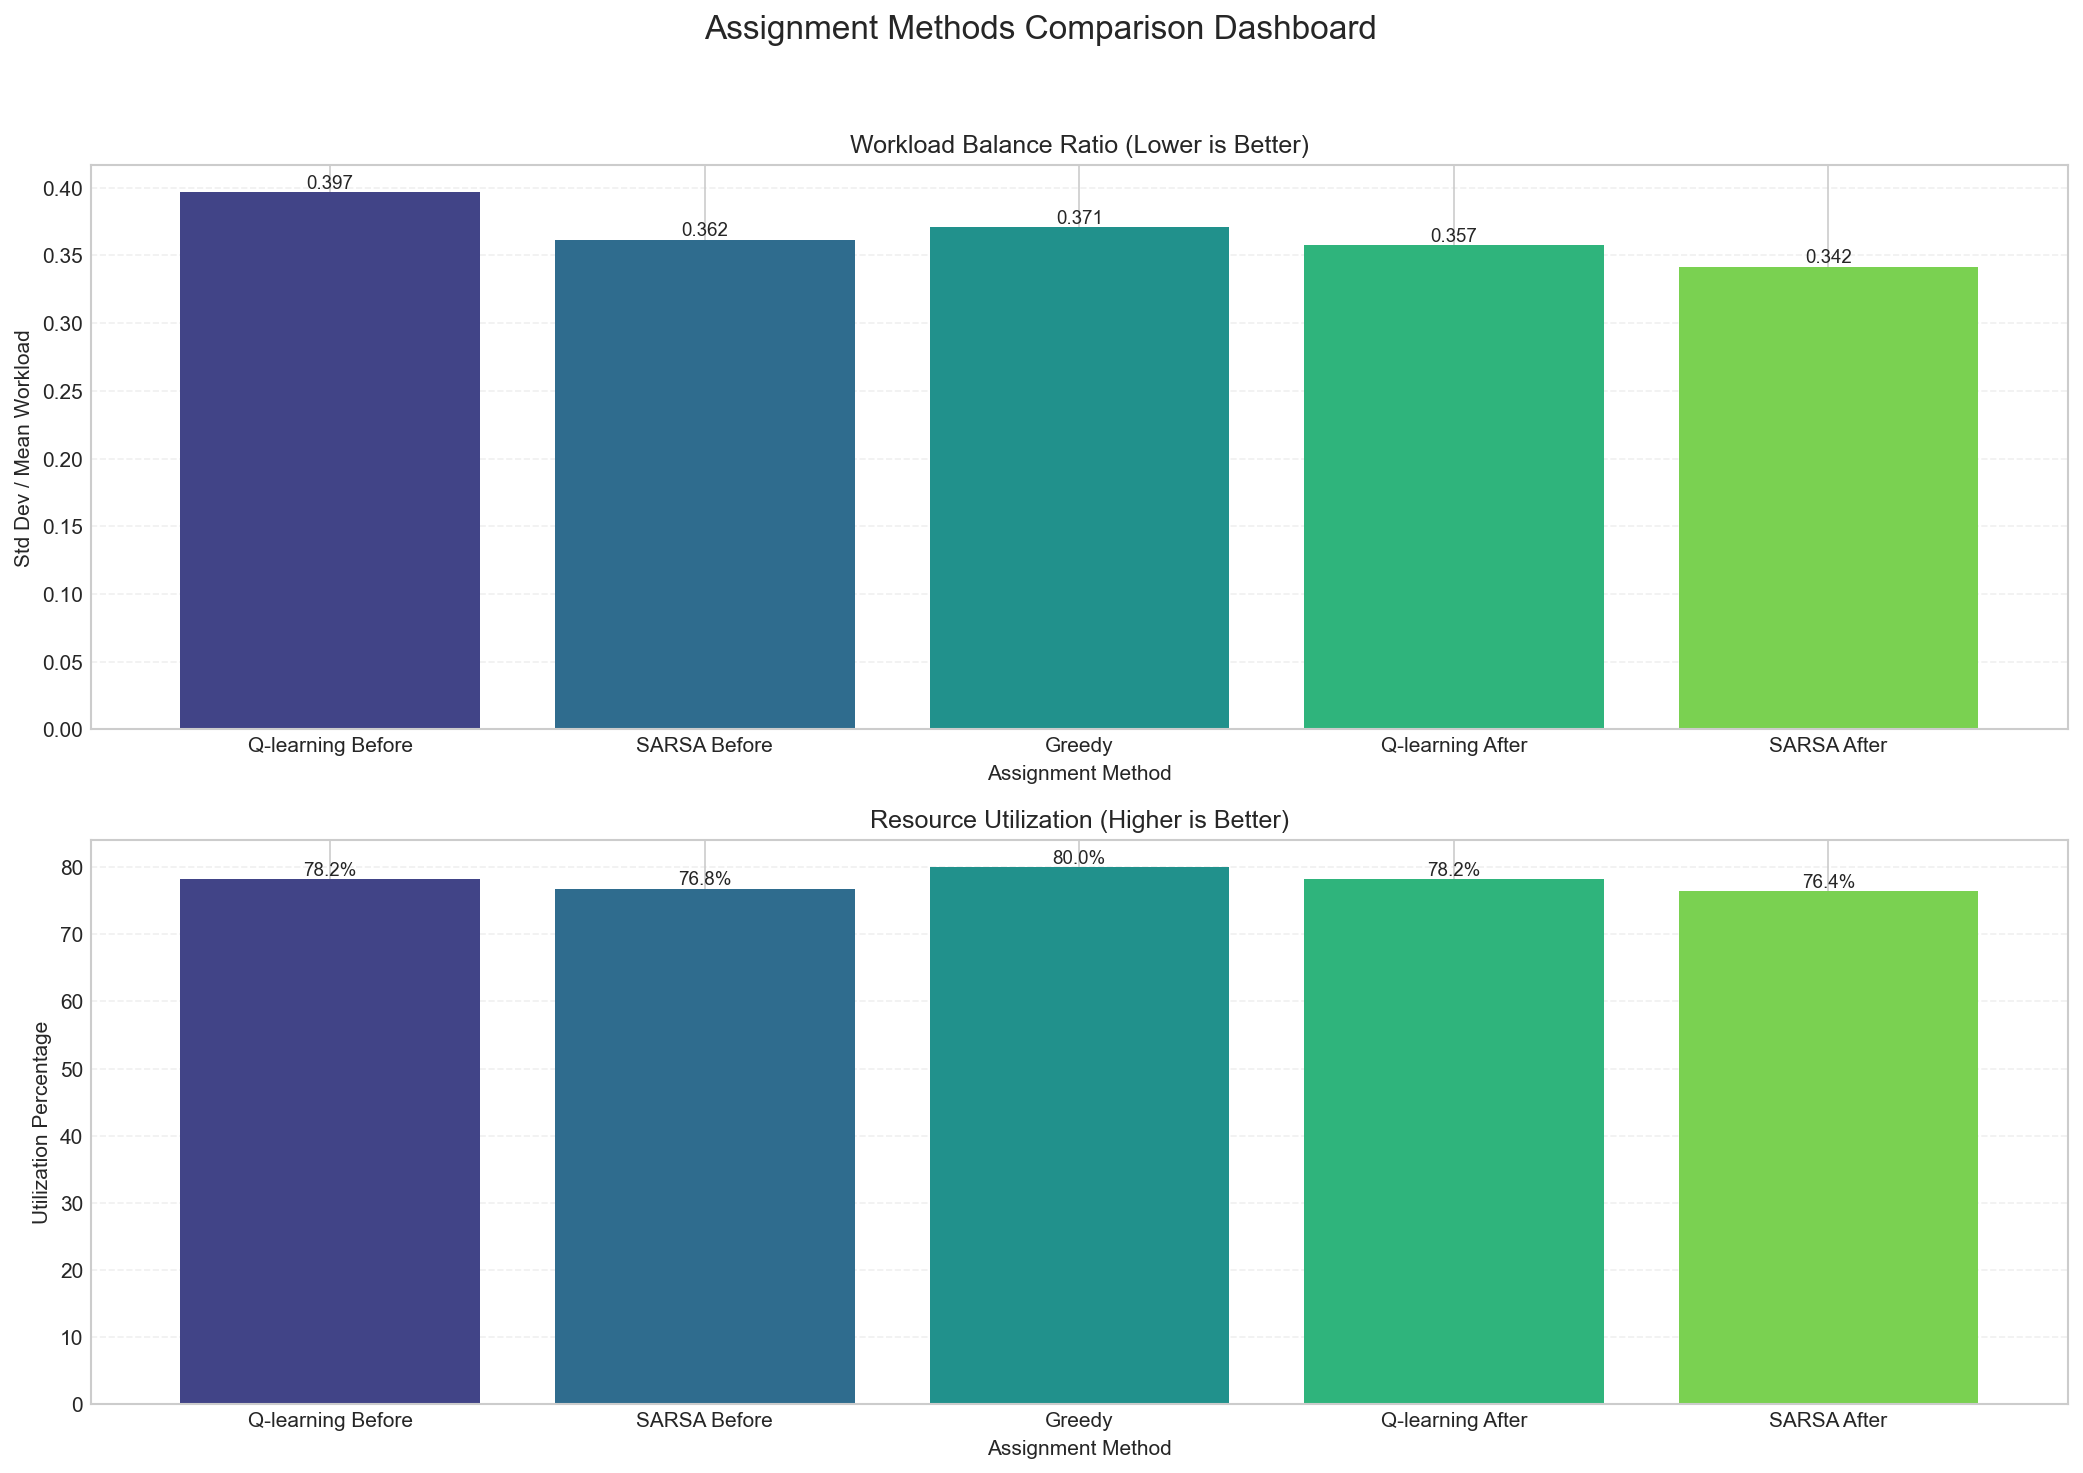 Assignment Methods Comparison Dashboard
Workload Balance Ratio (Lower is Better)
Std Dev / Mean Workload
0.40
0.35
0.30
0.25
0.20
0.15
0.10
0.05
0.00
0.397
0.362
0.371
0.357
0.342
Q-learning Before
SARSA Before
Greedy
Q-learning After
SARSA After
Assignment Method
Resource Utilization (Higher is Better)
Utilization Percentage
80
70
60
50
40
30
20
10
0
78.2%
76.8%
80.0%
78.2%
76.4%
Q-learning Before
SARSA Before
Greedy
Q-learning After
SARSA After
Assignment Method